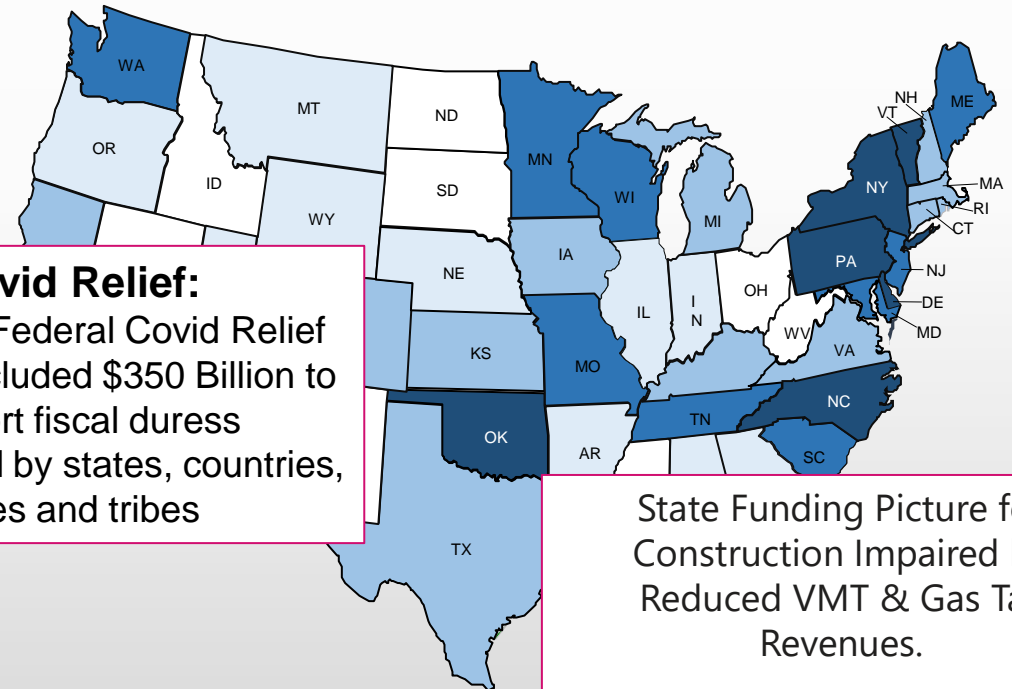 WA
MT
ND
MN
NH
VT
ME
OR
ID
SD
WI
NY
MA
RI
WY
MI
CT
IA
PA
NE
NJ
OH
IL
IN
DE
WV
MD
KS
VA
MO
NC
TN
OK
SC
AR
TX
vid Relief:
Federal Covid Relief
cluded $350 Billion to
rt fiscal duress
by states, countries,
es and tribes
State Funding Picture f
Construction Impaired
Reduced VMT & Gas Ta
Revenues.